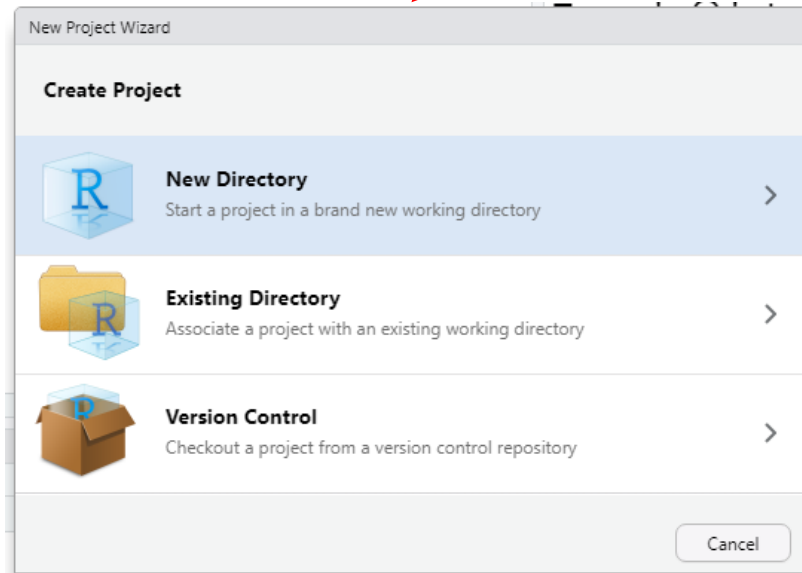 New Project Wizard
Create Project
R
New Directory
Start a project in a brand new working directory
R
Existing Directory
Associate a project with an existing working directory
R
Version Control
Checkout a project from a version control repository
Cancel